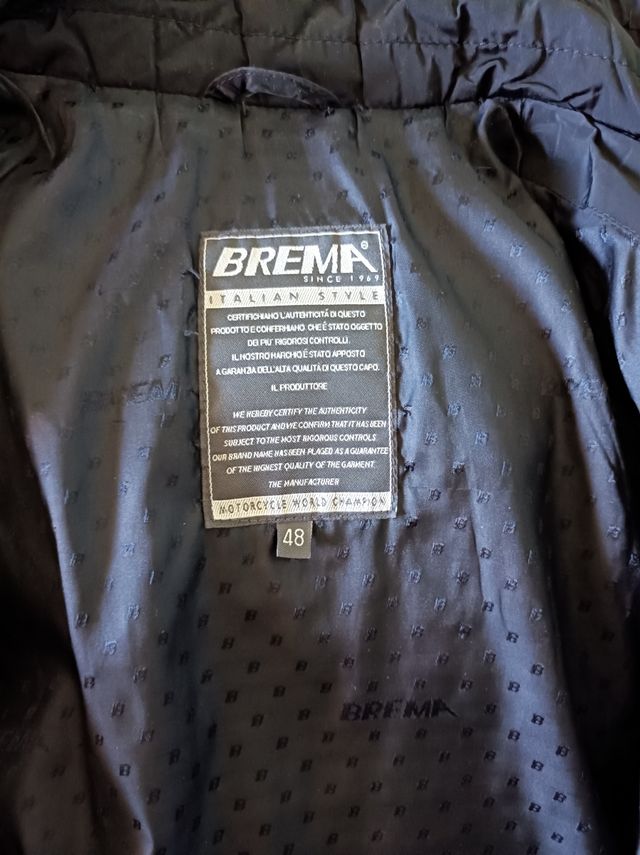 BREMA®
SINCE 1969
ITALIAN STYLE
CERTIFICHIAMO L'AUTENTICITÁ DI QUESTO
PRODOTTO E CONFERHIAMO CHE É STATO OGGETTO
DEI PIU' RIGOROSI CONTROLLI.
IL NOSTRO MARCHIO É STATO APPOSTO
A GARANZIA DELL'ALTA QUALITÁ DI QUESTO CAPO.
IL PRODUTTORE
WE HEREBY CERTIFY THE AUTHENTICITY
OF THIS PRODUCT AND WE CONFIRM THAT IT HAS BEEN
SUBJECT TO THE MOST RIGOROUS CONTROLS
OUR BRAND NAME HAS BEEN PLACED AS A GUARANTEE
OF THE HIGHEST QUALITY OF THE GARMENT.
THE MANUFACTURER
MOTORCYCLE WORLD CHAMPION
48
BREMA
BREMA